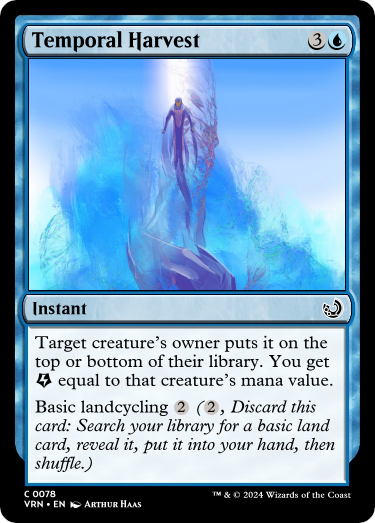 Temporal Harvest 3
Instant
Target creature's owner puts it on the
top or bottom of their library. You get
equal to that creature's mana value.
Basic landcycling 2 (2, Discard this
card: Search your library for a basic land
card, reveal it, put it into your hand, then
shuffle.)
C 0078
VRN • EN Arthur Haas
™ & © 2024 Wizards of the Coast